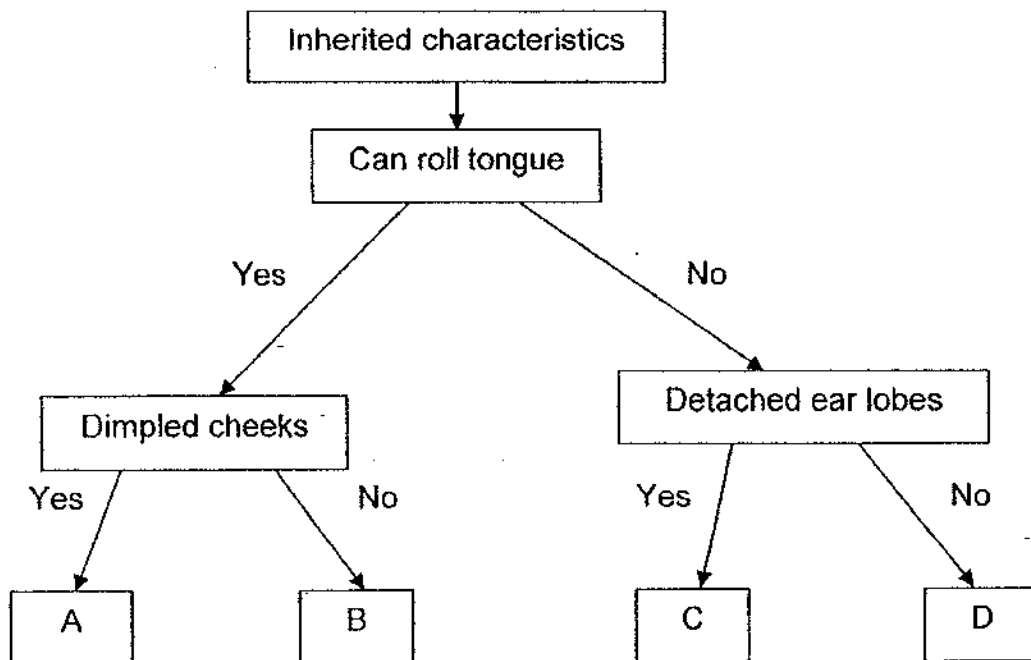 Inherited characteristics
Can roll tongue
Yes
No
Dimpled cheeks
Detached ear lobes
Yes
No
Yes
No
A
B
C
D